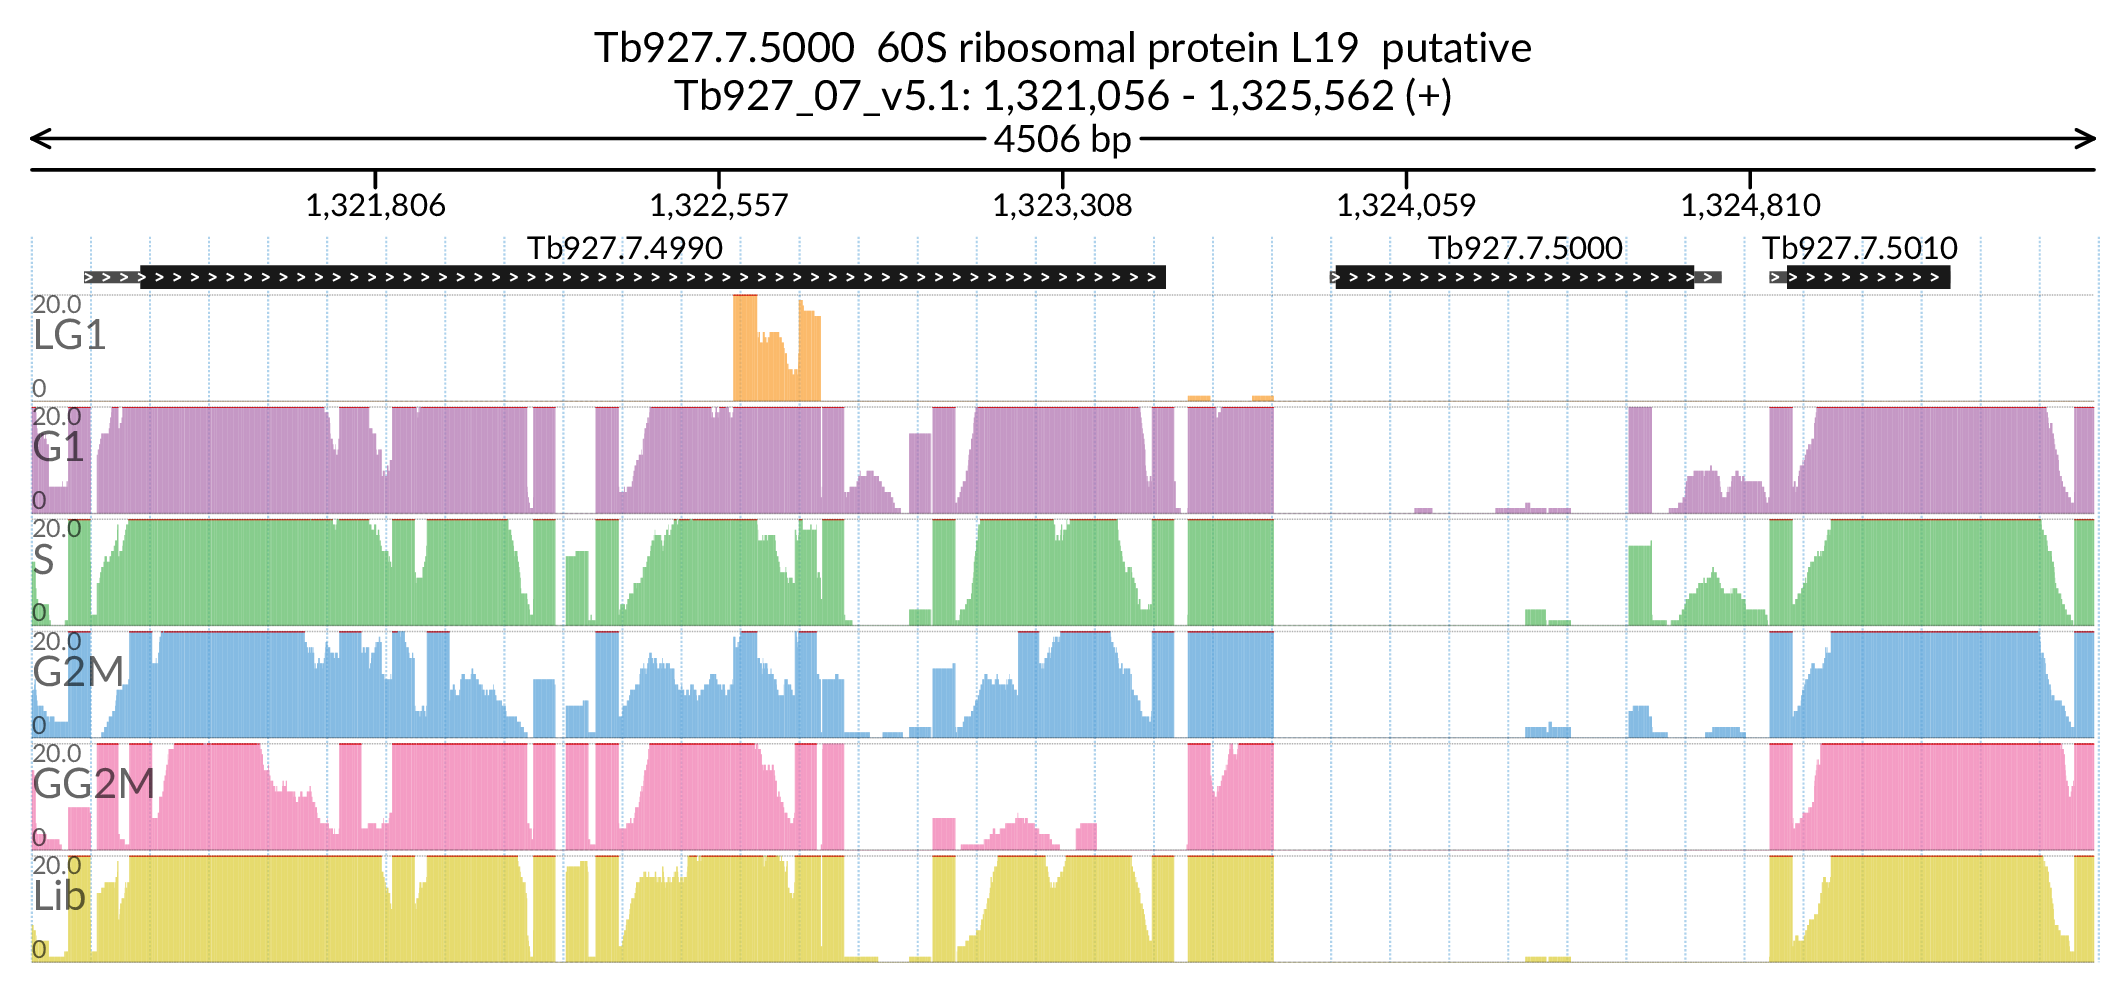 Tb927.7.5000  60S ribosomal protein L19  putative
Tb927_07_v5.1: 1,321,056 - 1,325,562 (+)
4506 bp
1,321,806 1,322,557 1,323,308 1,324,059 1,324,810
Tb927.7.4990 Tb927.7.5000 Tb927.7.5010
20.0
LG1
0
20.0
G1
0
20.0
S
0
20.0
G2M
0
20.0
GG2M
0
20.0
Lib
0